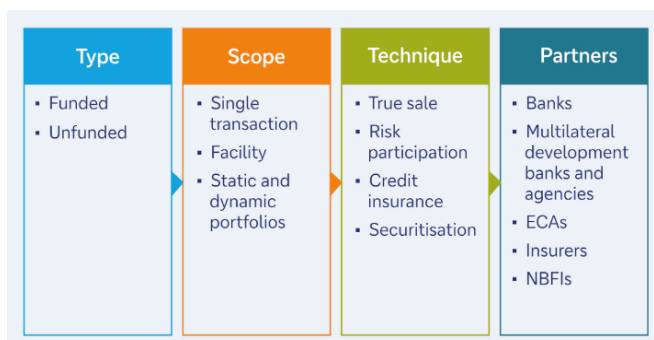 Type
▪ Funded
▪ Unfunded
Scope
▪ Single
transaction
▪ Facility
▪ Static and
dynamic
portfolios
Technique
▪ True sale
▪ Risk
participation
▪ Credit
insurance
▪ Securitisation
Partners
▪ Banks
▪ Multilateral
development
banks and
agencies
▪ ECAs
▪ Insurers
▪ NBFIs